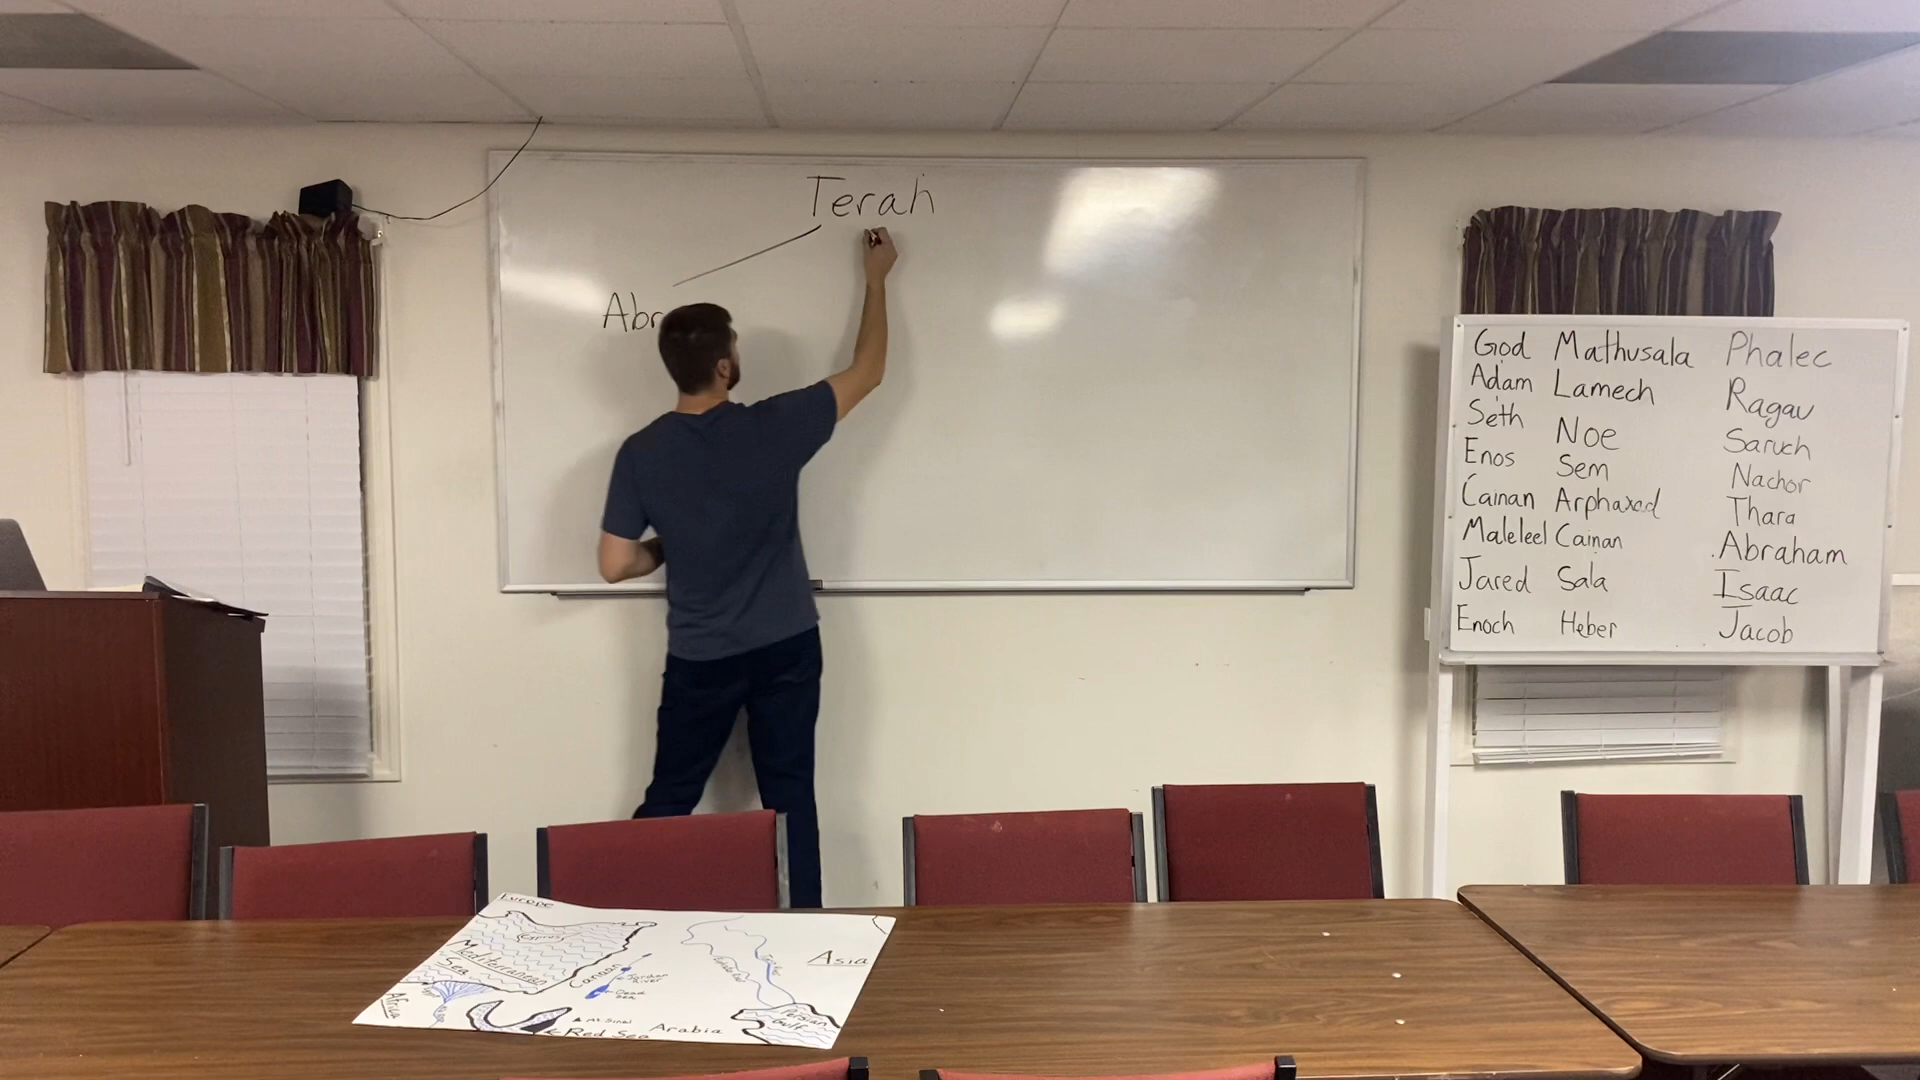 Terah
Abr
God Mathusala Phalec
Adam Lamech Ragau
Seth Noe Saruch
Enos Sem Nachor
Cainan Arphaxad Thara
Maleleel Cainan Abraham
Jared Sala Isaac
Enoch Heber Jacob
Europe
Cyprus
Mediterranean
Sea
Canaan
Jordan
River
Dead
Sea
Asia
Africa
Mt Sinai
Red Sea
Arabia
Persian
Gulf